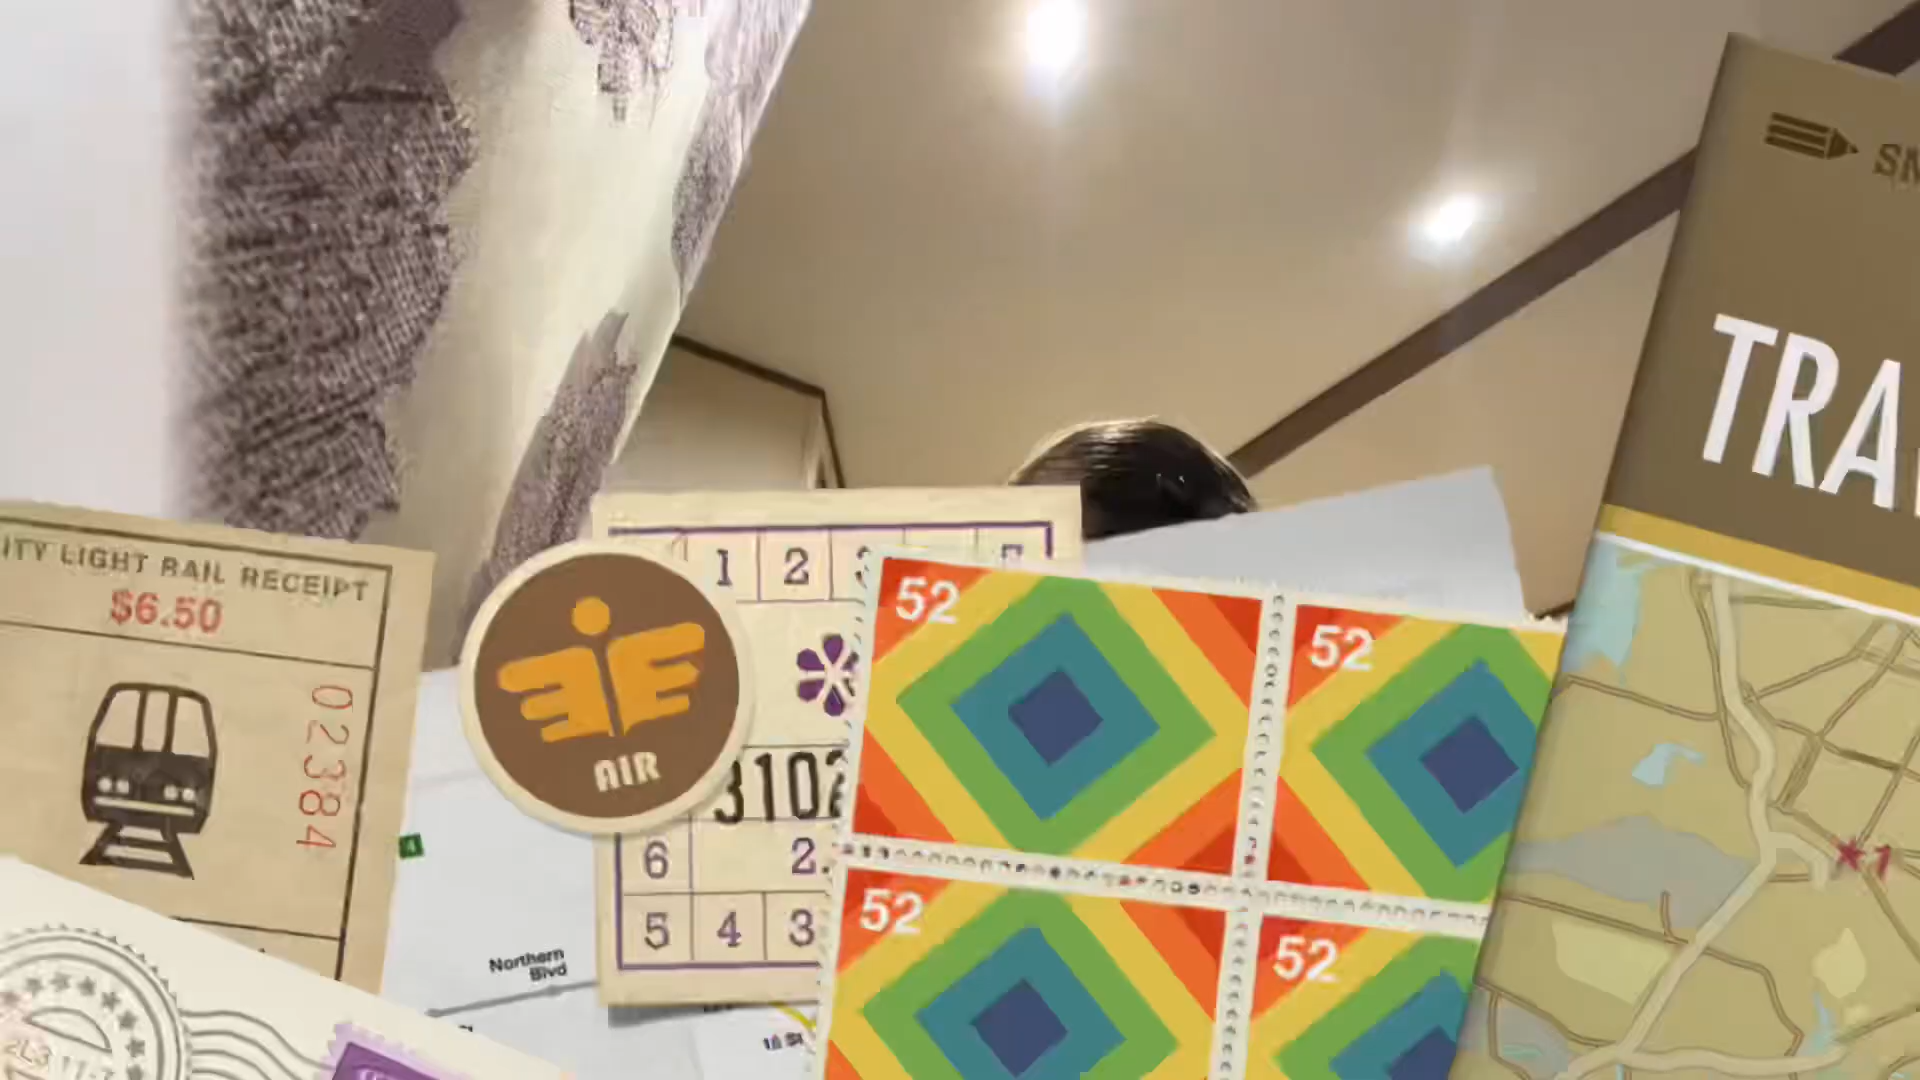 ITY LIGHT RAIL RECEIPT
$6.50
02384
AIR
1 2
3102
6 2.
5 4 3
52
52
52
52
Northern
Blvd
TRA
1